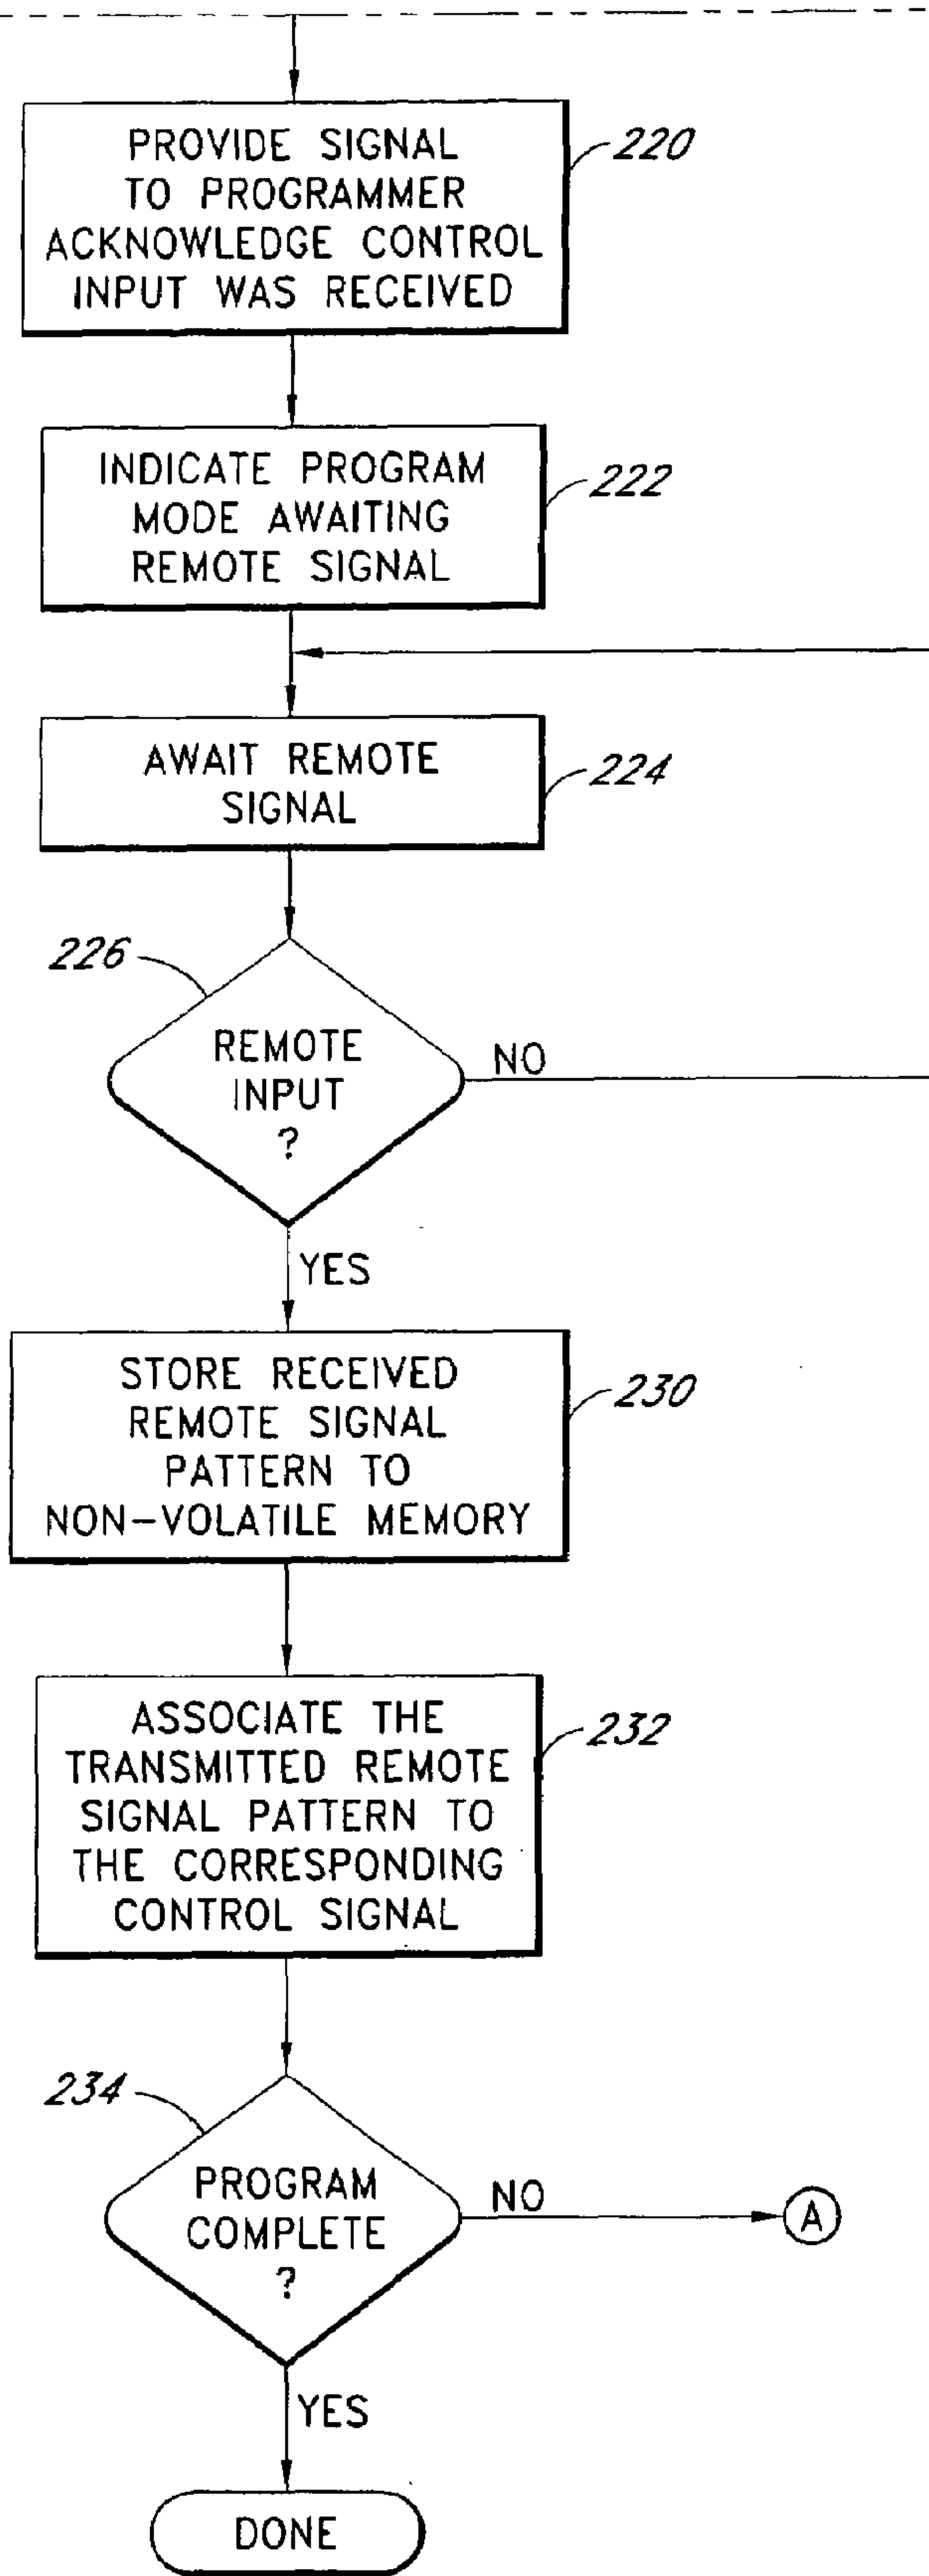 PROVIDE SIGNAL
TO PROGRAMMER
ACKNOWLEDGE CONTROL
INPUT WAS RECEIVED
220
INDICATE PROGRAM
MODE AWAITING
REMOTE SIGNAL
222
AWAIT REMOTE
SIGNAL
224
226
REMOTE
INPUT
?
NO
YES
STORE RECEIVED
REMOTE SIGNAL
PATTERN TO
NON-VOLATILE MEMORY
230
ASSOCIATE THE
TRANSMITTED REMOTE
SIGNAL PATTERN TO
THE CORRESPONDING
CONTROL SIGNAL
232
234
PROGRAM
COMPLETE
?
NO
A
YES
DONE